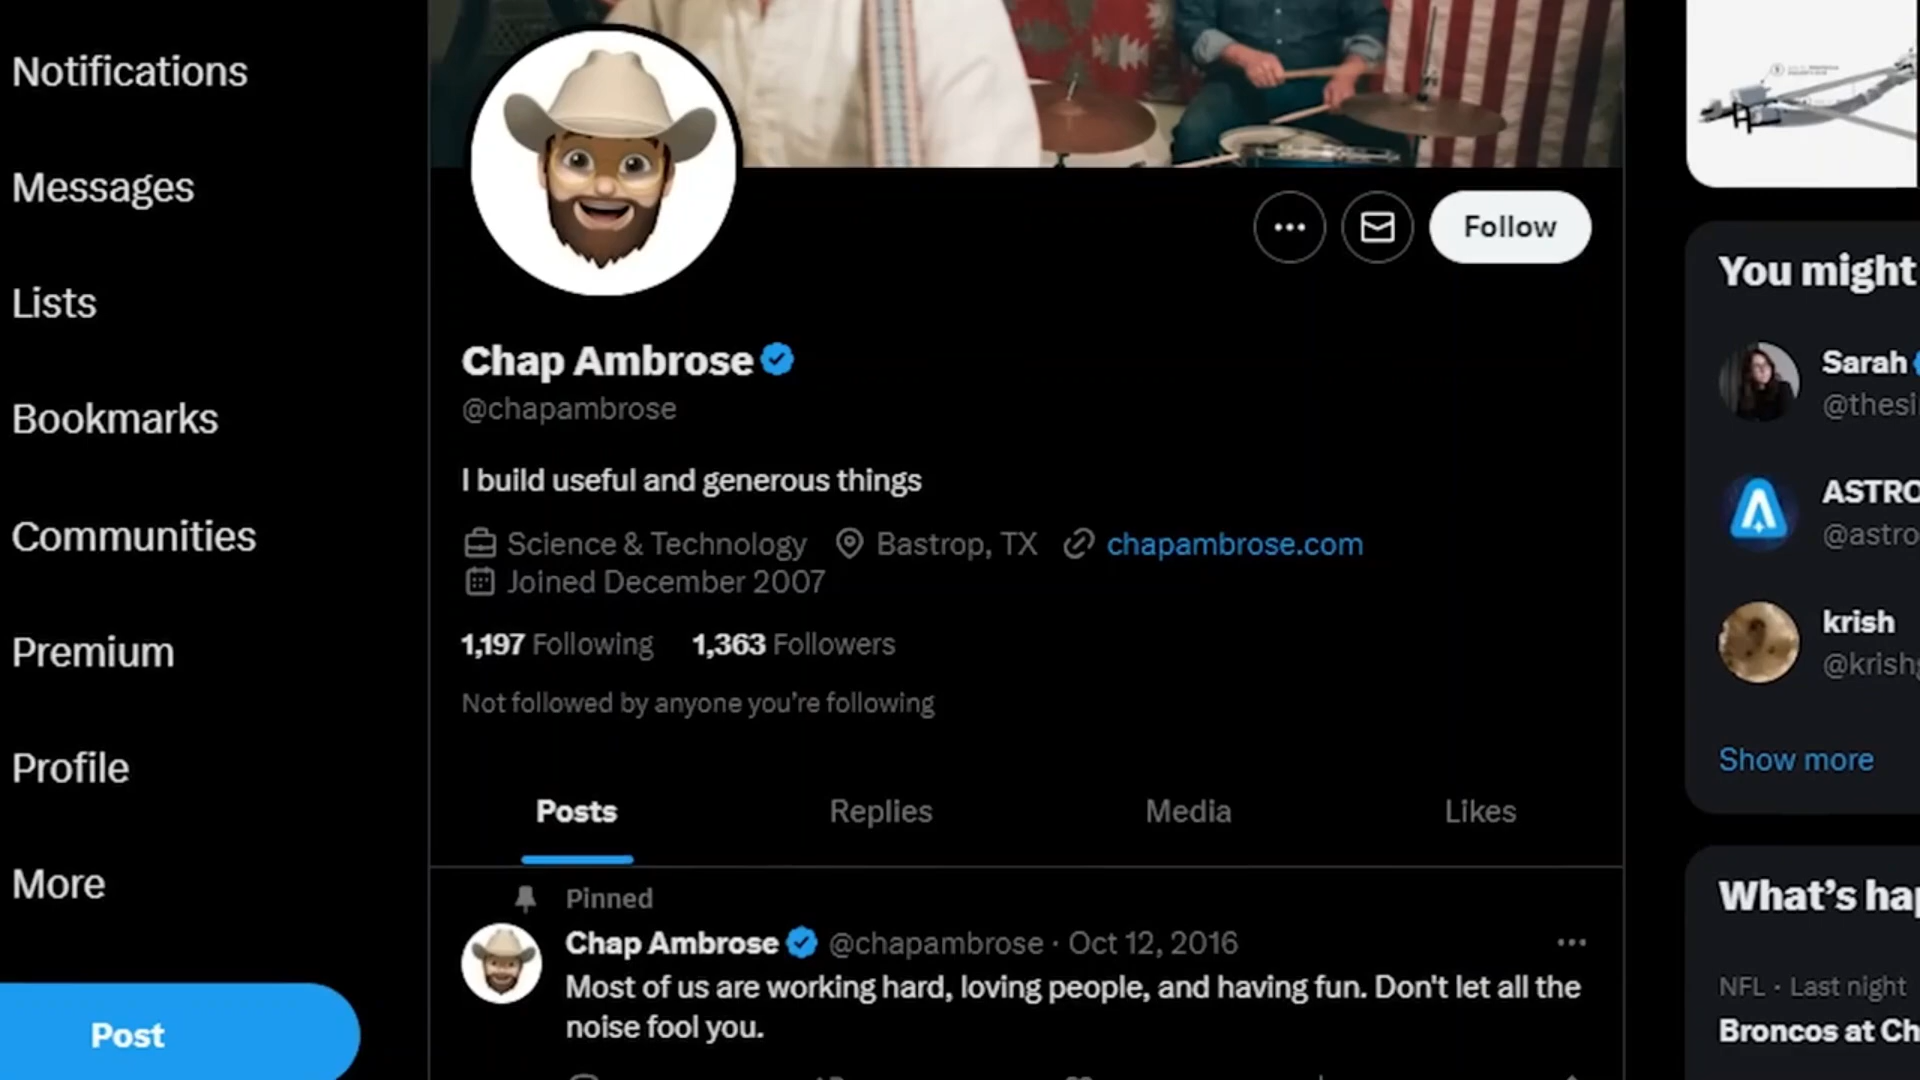 Notifications
Messages
Lists
Bookmarks
Communities
Premium
Profile
More
Post
Follow
Chap Ambrose
@chapambrose
I build useful and generous things
Science & Technology Bastrop, TX chapambrose.com
Joined December 2007
1,197 Following 1,363 Followers
Not followed by anyone you're following
Posts Replies Media Likes
Pinned
Chap Ambrose @chapambrose · Oct 12, 2016
Most of us are working hard, loving people, and having fun. Don't let all the
noise fool you.
You might
Sarah
@thesi
ASTRO
@astro
krish
@krish
Show more
What's hap
NFL · Last night
Broncos at Ch